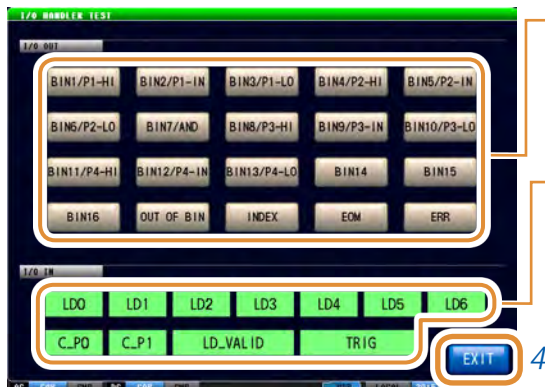 I/O HANDLER TEST
I/O OUT
BIN1/P1-HI BIN2/P1-IN BIN3/P1-LO BIN4/P2-HI BIN5/P2-IN
BIN6/P2-LO BIN7/AND BIN8/P3-HI BIN9/P3-IN BIN10/P3-LO
BIN11/P4-HI BIN12/P4-IN BIN13/P4-LO BIN14 BIN15
BIN16 OUT OF BIN INDEX EOM ERR
I/O IN
LD0 LD1 LD2 LD3 LD4 LD5 LD6
C_P0 C_P1 LD_VALID TRIG
EXIT 4